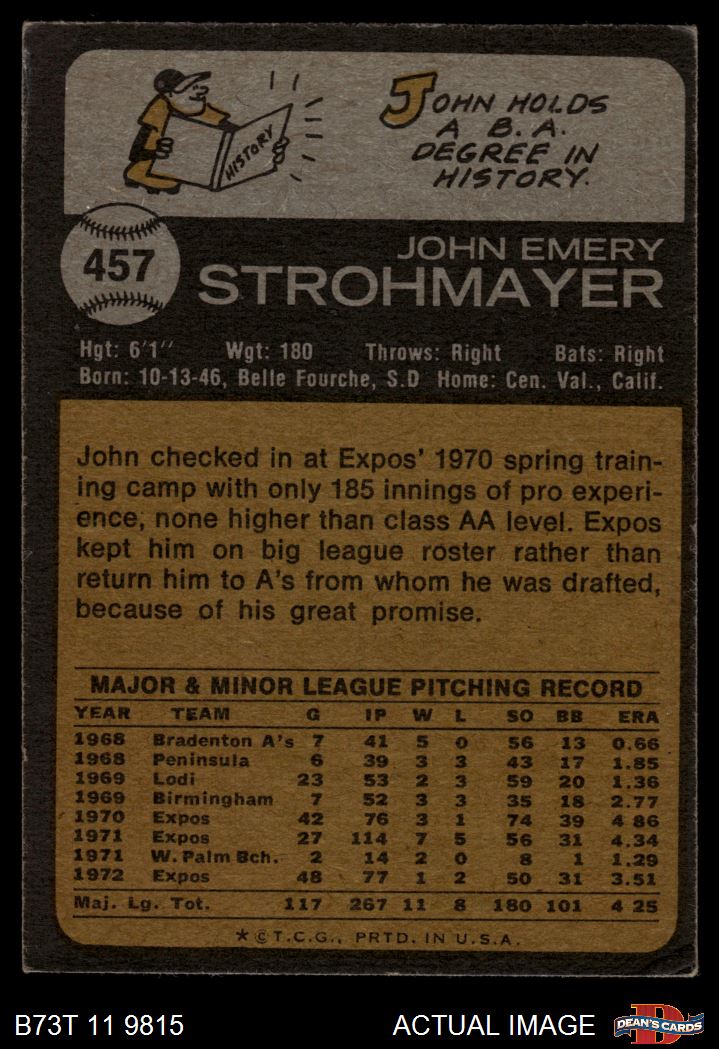 JOHN HOLDS
A B.A.
DEGREE IN
HISTORY.
HISTORY
457
JOHN EMERY
STROHMAYER
Hgt: 6'1" Wgt: 180 Throws: Right Bats: Right
Born: 10-13-46, Belle Fourche, S.D Home: Cen. Val., Calif.
John checked in at Expos' 1970 spring train-
ing camp with only 185 innings of pro experi-
ence, none higher than class AA level. Expos
kept him on big league roster rather than
return him to A's from whom he was drafted,
because of his great promise.
MAJOR & MINOR LEAGUE PITCHING RECORD
YEAR TEAM G IP W L SO BB ERA
1968 Bradenton A's 7 41 5 0 56 13 0.66
1968 Peninsula 6 39 3 3 43 17 1.85
1969 Lodi 23 53 2 3 59 20 1.36
1969 Birmingham 7 52 3 3 35 18 2.77
1970 Expos 42 76 3 1 74 39 4 86
1971 Expos 27 114 7 5 56 31 4.34
1971 W. Palm Bch. 2 14 2 0 8 1 1.29
1972 Expos 48 77 1 2 50 31 3.51
Maj. Lg. Tot. 117 267 11 8 180 101 4 25
* © T.C.G., PRTD. IN U.S.A.
B73T 11 9815 ACTUAL IMAGE DEAN'S CARDS